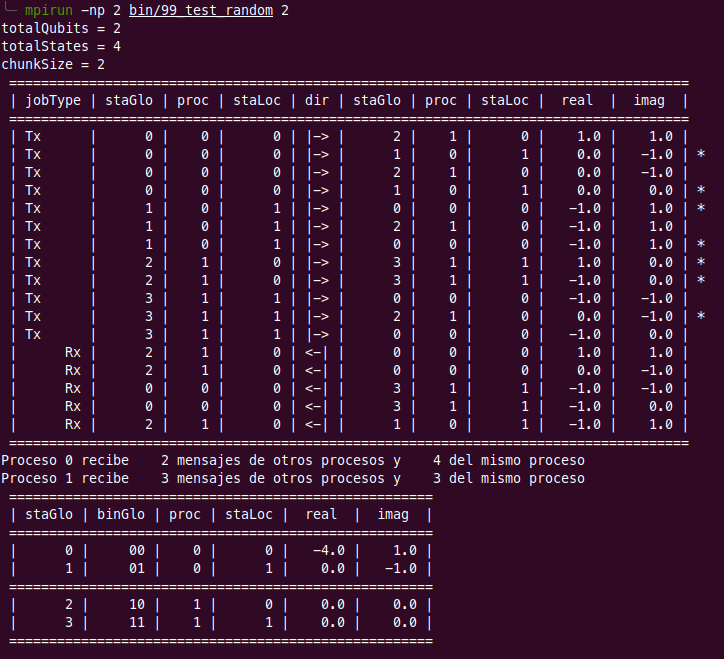 ╰─ mpirun −np 2 bin/99_test_random 2
totalQubits = 2
totalStates = 4
chunkSize = 2
===========================================================================
| jobType | staGlo | proc | staLoc | dir | staGlo | proc | staLoc |  real  |  imag  |
===========================================================================
| Tx      |      0 |    0 |      0 | |−> |      2 |    1 |      0 |    1.0 |    1.0 |
| Tx      |      0 |    0 |      0 | |−> |      1 |    0 |      1 |    0.0 |   −1.0 | *
| Tx      |      0 |    0 |      0 | |−> |      2 |    1 |      0 |    0.0 |   −1.0 |
| Tx      |      0 |    0 |      0 | |−> |      1 |    0 |      1 |    0.0 |    0.0 | *
| Tx      |      1 |    0 |      1 | |−> |      0 |    0 |      0 |   −1.0 |    1.0 | *
| Tx      |      1 |    0 |      1 | |−> |      2 |    1 |      0 |   −1.0 |    1.0 |
| Tx      |      1 |    0 |      1 | |−> |      0 |    0 |      0 |   −1.0 |    1.0 | *
| Tx      |      2 |    1 |      0 | |−> |      3 |    1 |      1 |    1.0 |    0.0 | *
| Tx      |      2 |    1 |      0 | |−> |      3 |    1 |      1 |   −1.0 |    0.0 | *
| Tx      |      3 |    1 |      1 | |−> |      0 |    0 |      0 |   −1.0 |   −1.0 |
| Tx      |      3 |    1 |      1 | |−> |      2 |    1 |      0 |    0.0 |   −1.0 | *
| Tx      |      3 |    1 |      1 | |−> |      0 |    0 |      0 |   −1.0 |    0.0 |
|      Rx |      2 |    1 |      0 | <−| |      0 |    0 |      0 |    1.0 |    1.0 |
|      Rx |      2 |    1 |      0 | <−| |      0 |    0 |      0 |    0.0 |   −1.0 |
|      Rx |      0 |    0 |      0 | <−| |      3 |    1 |      1 |   −1.0 |   −1.0 |
|      Rx |      0 |    0 |      0 | <−| |      3 |    1 |      1 |   −1.0 |    0.0 |
|      Rx |      2 |    1 |      0 | <−| |      1 |    0 |      1 |   −1.0 |    1.0 |
===========================================================================
Proceso 0 recibe    2 mensajes de otros procesos y    4 del mismo proceso
Proceso 1 recibe    3 mensajes de otros procesos y    3 del mismo proceso
=====================================================
| staGlo | binGlo | proc | staLoc |  real  |  imag  |
=====================================================
|      0 |     00 |    0 |      0 |   −4.0 |    1.0 |
|      1 |     01 |    0 |      1 |    0.0 |   −1.0 |
=====================================================
|      2 |     10 |    1 |      0 |    0.0 |    0.0 |
|      3 |     11 |    1 |      1 |    0.0 |    0.0 |
=====================================================